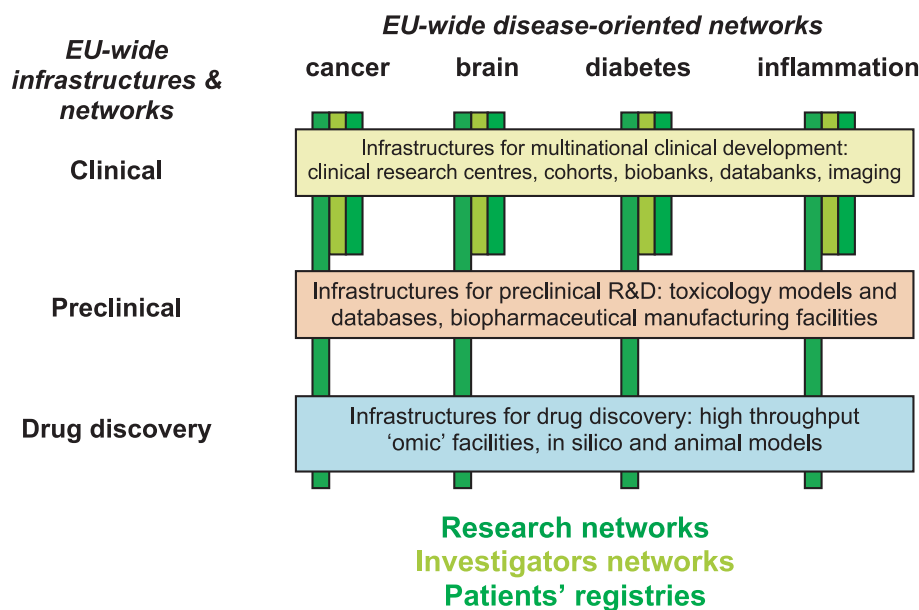 EU-wide disease-oriented networks
EU-wide
infrastructures &
networks
cancer brain diabetes inflammation
Clinical
Infrastructures for multinational clinical development:
clinical research centres, cohorts, biobanks, databanks, imaging
Preclinical
Infrastructures for preclinical R&D: toxicology models and
databases, biopharmaceutical manufacturing facilities
Drug discovery
Infrastructures for drug discovery: high throughput
‘omic’ facilities, in silico and animal models
Research networks
Investigators networks
Patients’ registries